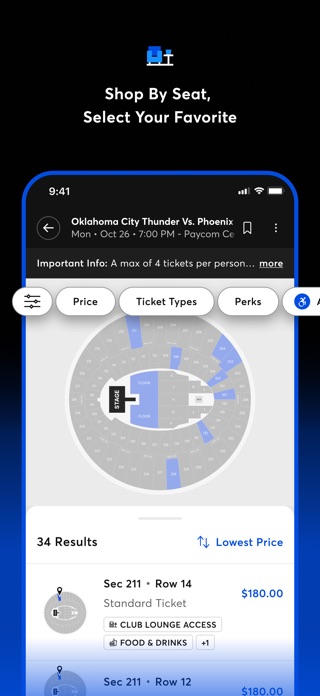 Shop By Seat,
Select Your Favorite
9:41
Oklahoma City Thunder Vs. Phoenix
Mon • Oct 26 • 7:00 PM - Paycom Ce
Important Info: A max of 4 tickets per person... more
Price
Ticket Types
Perks
A
FLOOR
STAGE
FLOOR
34 Results
Lowest Price
Sec 211 • Row 14
$180.00
Standard Ticket
CLUB LOUNGE ACCESS
FOOD & DRINKS
+1
Sec 211 • Row 12
$180.00